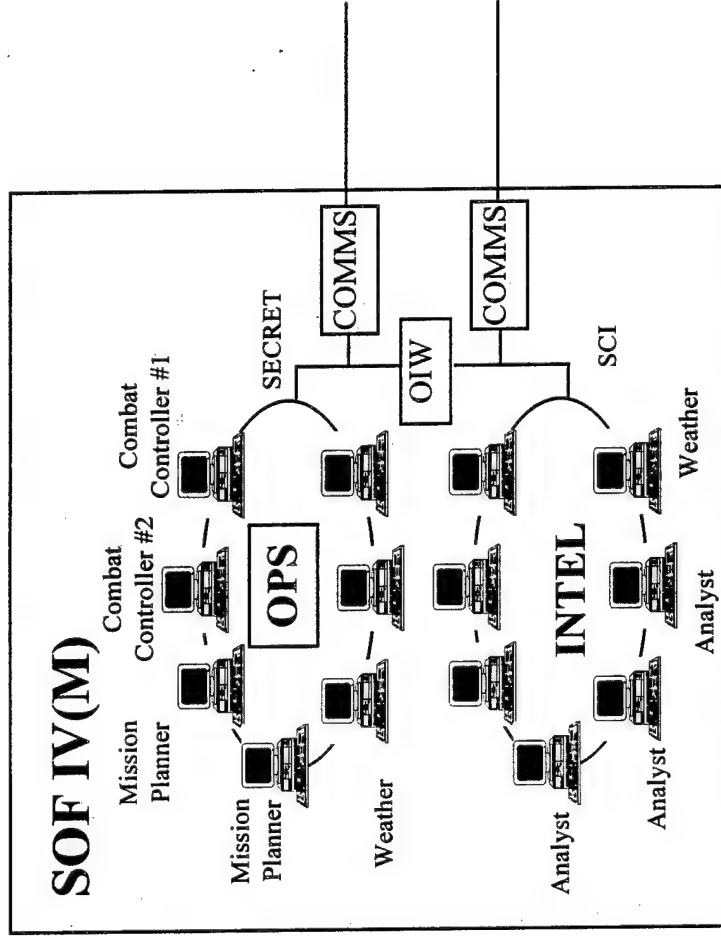 SOF IV(M)
Mission
Planner
Combat
Controller #2
Combat
Controller #1
Mission
Planner
OPS
SECRET
COMMS
Weather
OIW
INTEL
SCI
COMMS
Analyst
Analyst
Analyst
Weather